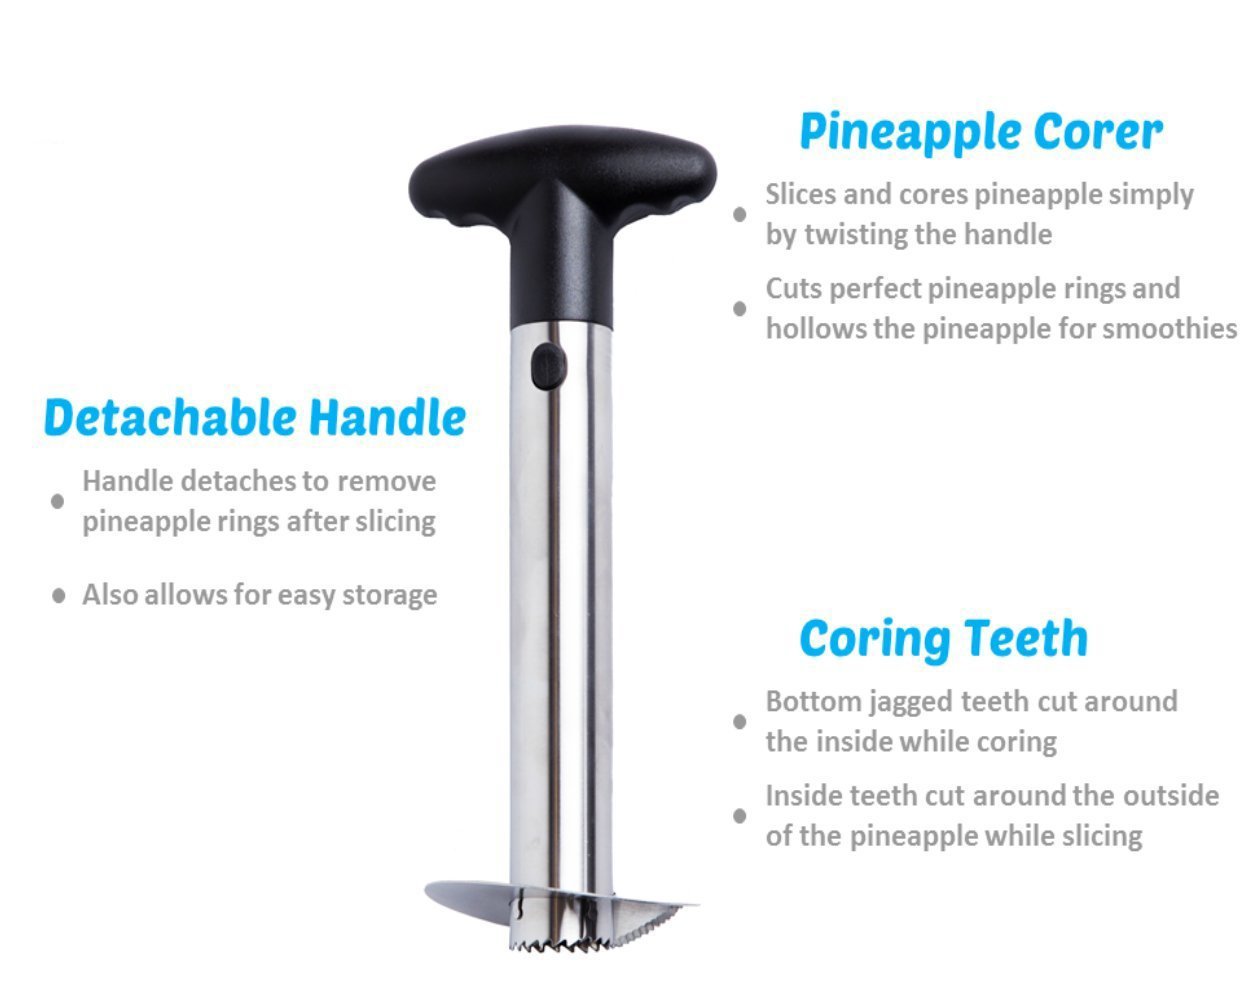 Pineapple Corer
Slices and cores pineapple simply
by twisting the handle
Cuts perfect pineapple rings and
hollows the pineapple for smoothies
Detachable Handle
Handle detaches to remove
pineapple rings after slicing
Also allows for easy storage
Coring Teeth
Bottom jagged teeth cut around
the inside while coring
Inside teeth cut around the outside
of the pineapple while slicing